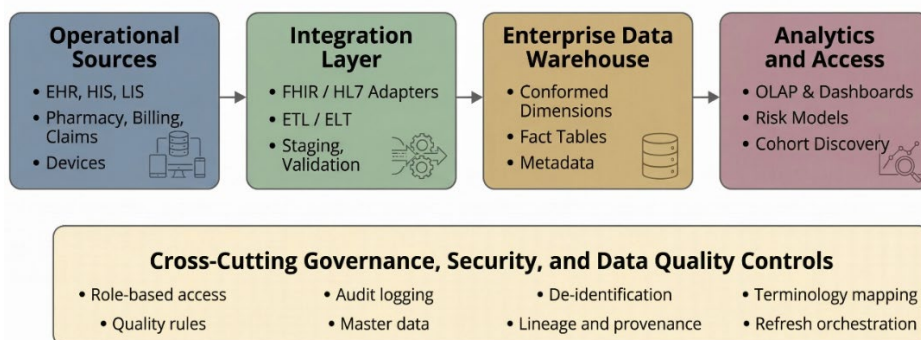 Operational
Sources
• EHR, HIS, LIS
• Pharmacy, Billing,
Claims
• Devices
Integration
Layer
• FHIR / HL7 Adapters
• ETL / ELT
• Staging,
Validation
Enterprise Data
Warehouse
• Conformed
Dimensions
• Fact Tables
• Metadata
Analytics
and Access
• OLAP & Dashboards
• Risk Models
• Cohort Discovery
Cross-Cutting Governance, Security, and Data Quality Controls
• Role-based access • Audit logging • De-identification • Terminology mapping
• Quality rules • Master data • Lineage and provenance • Refresh orchestration